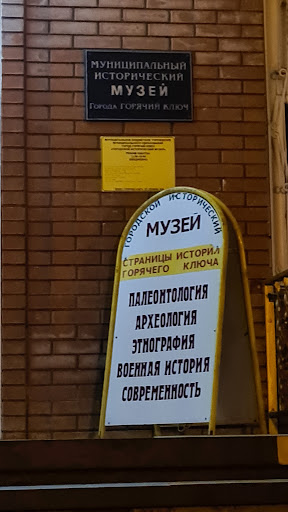 МУНИЦИПАЛЬНЫЙ
ИСТОРИЧЕСКИЙ
МУЗЕЙ
ГОРОДА ГОРЯЧИЙ КЛЮЧ
ГОРОДСКОЙ ИСТОРИЧЕСКИЙ
МУЗЕЙ
СТРАНИЦЫ ИСТОРИИ
ГОРЯЧЕГО КЛЮЧА
ПАЛЕОНТОЛОГИЯ
АРХЕОЛОГИЯ
ЭТНОГРАФИЯ
ВОЕННАЯ ИСТОРИЯ
СОВРЕМЕННОСТЬ